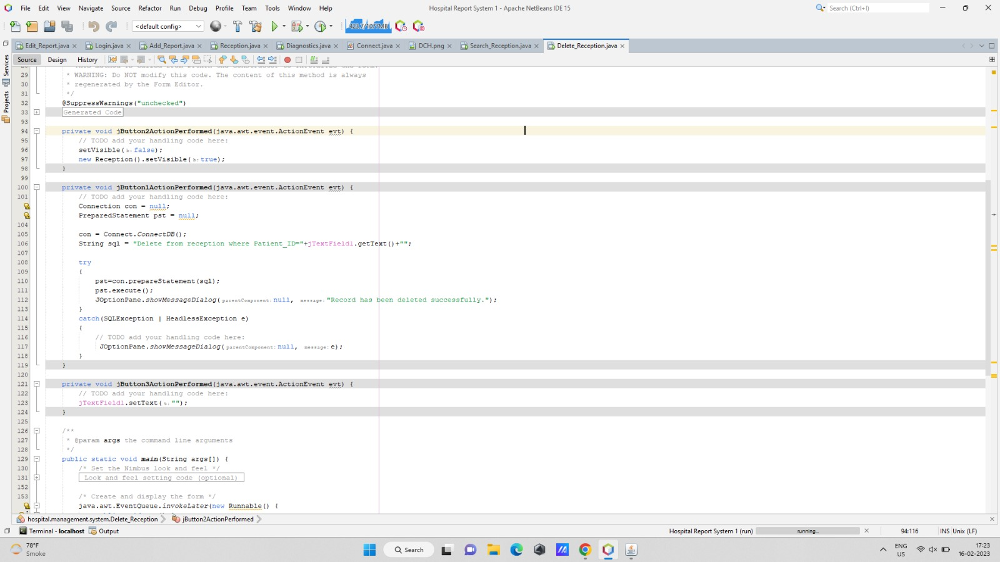 File Edit View Navigate Source Refactor Run Debug Profile Team Tools Window Help
Hospital Report System 1 - Apache NetBeans IDE 15
Search (Ctrl+I)
<default config>
423.7/1077MB
Edit_Report.java
Login.java
Add_Report.java
Reception.java
Diagnostics.java
Connect.java
DCH.png
Search_Reception.java
Delete_Reception.java
Source Design History
Services
Projects
29 * WARNING: Do NOT modify this code. The content of this method is always
30 * regenerated by the Form Editor.
31 */
32 @SuppressWarnings("unchecked")
33 Generated Code
93
94 private void jButton2ActionPerformed(java.awt.event.ActionEvent evt) {
95 // TODO add your handling code here:
96 setVisible(b: false);
97 new Reception().setVisible(b: true);
98 }
99
100 private void jButton1ActionPerformed(java.awt.event.ActionEvent evt) {
101 // TODO add your handling code here:
Connection con = null;
PreparedStatement pst = null;
104
105 con = Connect.ConnectDB();
106 String sql = "Delete from reception where Patient_ID="+jTextField1.getText()+"";
107
108 try
109 {
110 pst=con.prepareStatement(sql);
111 pst.execute();
112 JOptionPane.showMessageDialog(parentComponent: null, message: "Record has been deleted successfully.");
113 }
114 catch(SQLException | HeadlessException e)
115 {
116 // TODO add your handling code here:
117 JOptionPane.showMessageDialog(parentComponent: null, message: e);
118 }
119 }
120
121 private void jButton3ActionPerformed(java.awt.event.ActionEvent evt) {
122 // TODO add your handling code here:
123 jTextField1.setText(t: "");
124 }
125
126 /**
127 * @param args the command line arguments
128 */
129 public static void main(String args[]) {
130 /* Set the Nimbus look and feel */
131 Look and feel setting code (optional)
152
153 /* Create and display the form */
java.awt.EventQueue.invokeLater(new Runnable() {
hospital.management.system.Delete_Reception
jButton2ActionPerformed
Terminal - localhost
Output
Hospital Report System 1 (run)
running...
94:116
INS Unix (LF)
78°F
Smoke
Search
ENG
US
17:23
16-02-2023